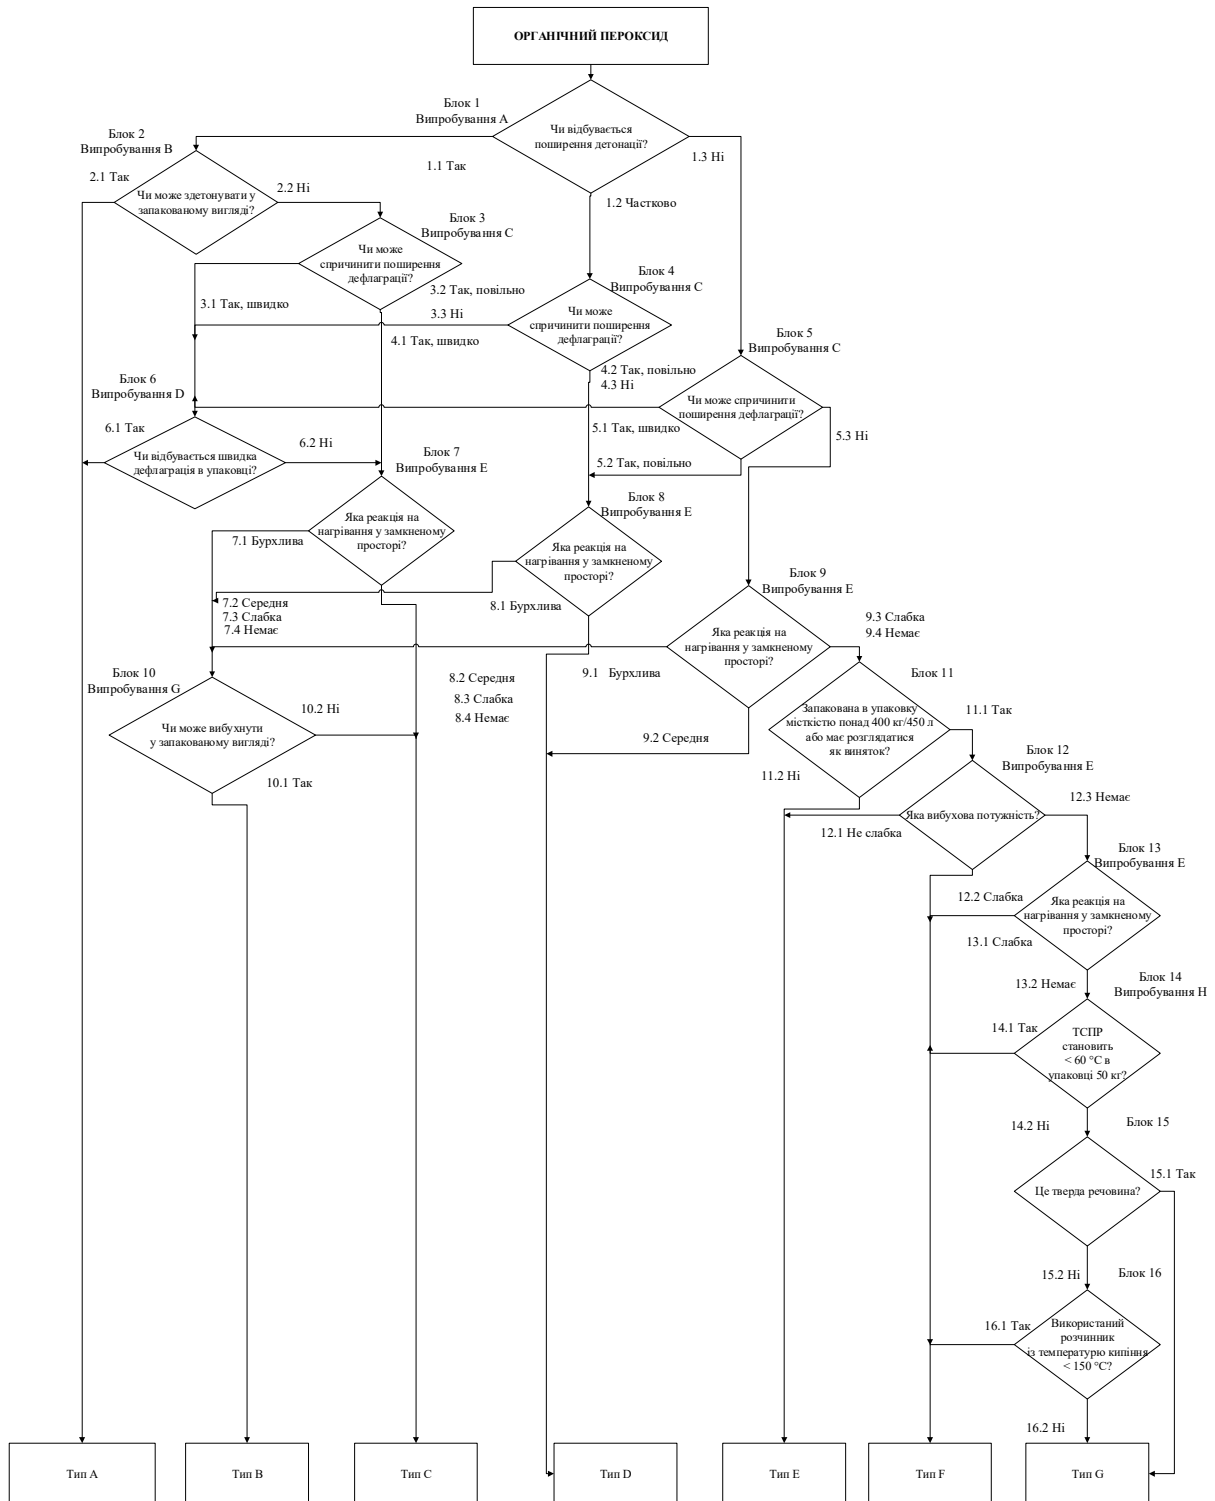 ОРГАНІЧНИЙ ПЕРОКСИД
Блок 1
Випробування А
Чи відбувається
поширення детонації?
1.1 Так
1.2 Частково
1.3 Ні
Блок 2
Випробування В
2.1 Так
Чи може здетонувати у
запакованому вигляді?
2.2 Ні
Блок 3
Випробування С
Чи може
спричинити поширення
дефлаграції?
3.1 Так, швидко
3.2 Так, повільно
3.3 Ні
Блок 4
Випробування С
Чи може
спричинити поширення
дефлаграції?
4.1 Так, швидко
4.2 Так, повільно
4.3 Ні
Блок 5
Випробування С
Чи може спричинити
поширення дефлаграції?
5.1 Так, швидко
5.2 Так, повільно
5.3 Ні
Блок 6
Випробування D
6.1 Так
Чи відбувається швидка
дефлаграція в упаковці?
6.2 Ні
Блок 7
Випробування Е
Яка реакція на
нагрівання у замкненому
просторі?
7.1 Бурхлива
7.2 Середня
7.3 Слабка
7.4 Немає
Блок 8
Випробування Е
Яка реакція на
нагрівання у замкненому
просторі?
8.1 Бурхлива
8.2 Середня
8.3 Слабка
8.4 Немає
Блок 9
Випробування Е
Яка реакція на
нагрівання у замкненому
просторі?
9.1 Бурхлива
9.2 Середня
9.3 Слабка
9.4 Немає
Блок 10
Випробування G
Чи може вибухнути
у запакованому вигляді?
10.1 Так
10.2 Ні
Блок 11
Запакована в упаковку
місткістю понад 400 кг/450 л
або має розглядатися
як виняток?
11.1 Так
11.2 Ні
Блок 12
Випробування Е
Яка вибухова потужність?
12.1 Не слабка
12.2 Слабка
12.3 Немає
Блок 13
Випробування Е
Яка реакція на
нагрівання у замкненому
просторі?
13.1 Слабка
13.2 Немає
Блок 14
Випробування Н
14.1 Так
ТСПР
становить
< 60 °С в
упаковці 50 кг?
14.2 Ні
Блок 15
Це тверда речовина?
15.1 Так
15.2 Ні
Блок 16
16.1 Так
Використаний
розчинник
із температурю кипіння
< 150 °С?
16.2 Ні
Тип А
Тип В
Тип С
Тип D
Тип Е
Тип F
Тип G